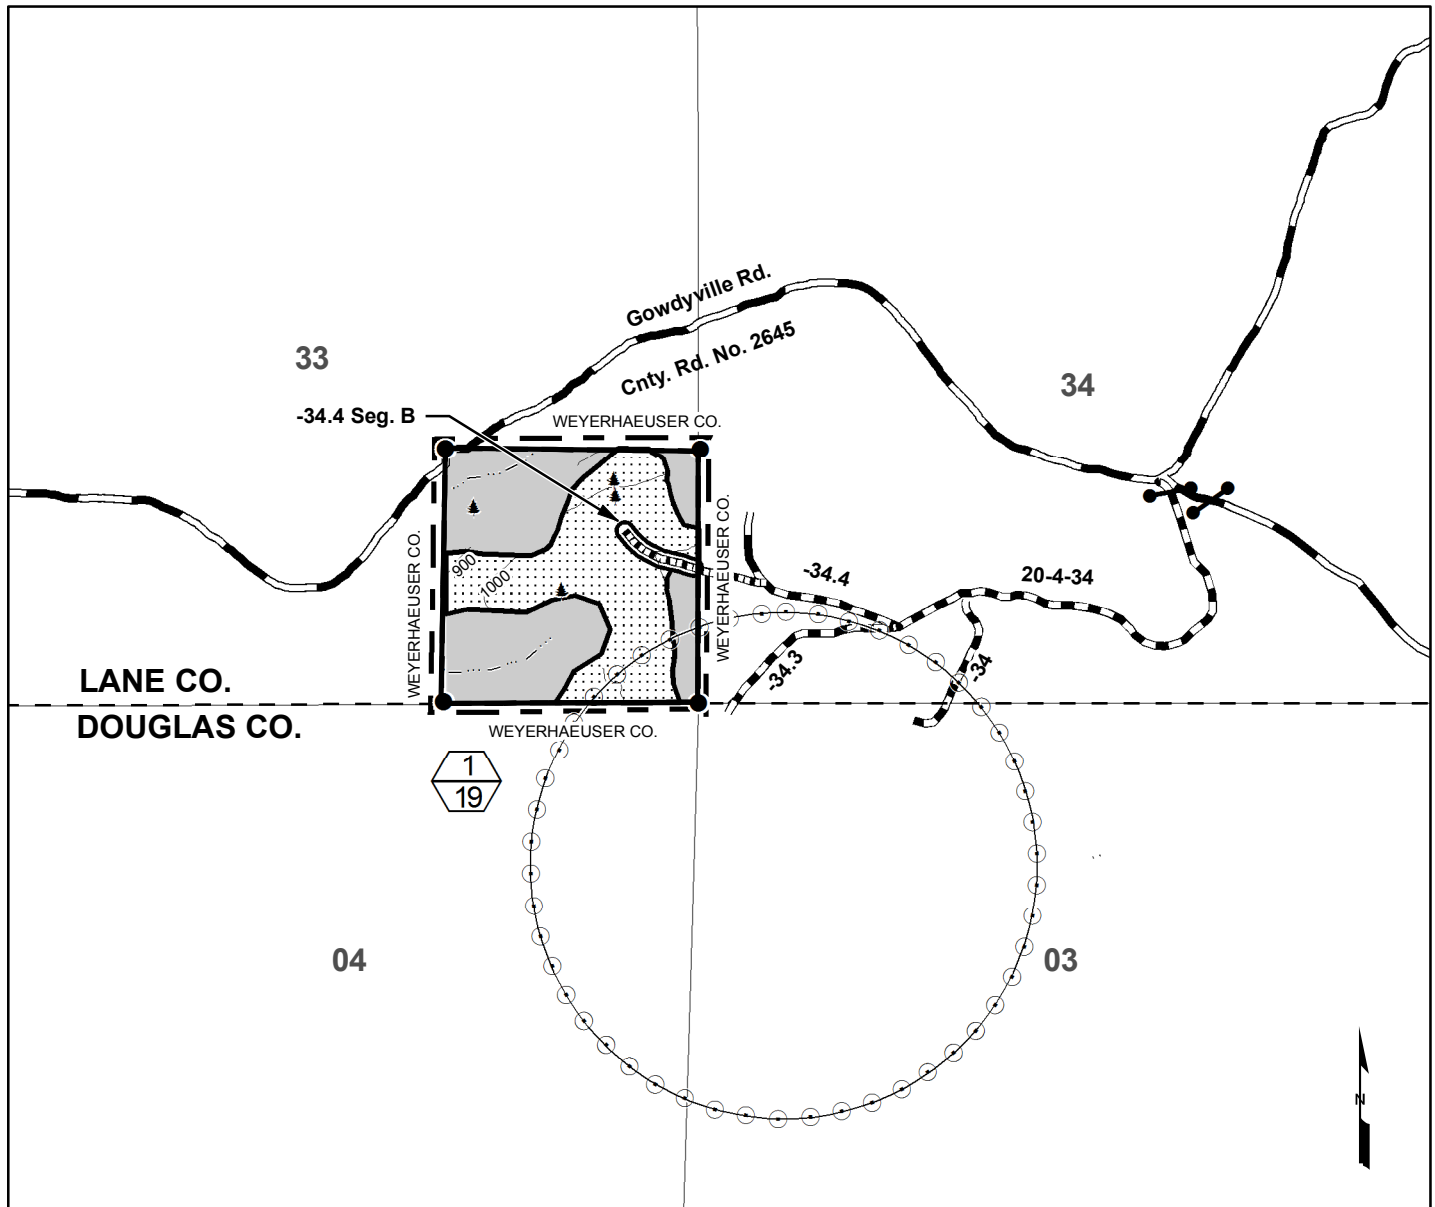 Gowdyville Rd.
Cnty. Rd. No. 2645
33
34
-34.4 Seg. B
WEYERHAEUSER CO.
WEYERHAEUSER CO.
WEYERHAEUSER CO.
900
1000
-34.4
20-4-34
-34.3
-34
LANE CO.
DOUGLAS CO.
WEYERHAEUSER CO.
1
19
04
03
N